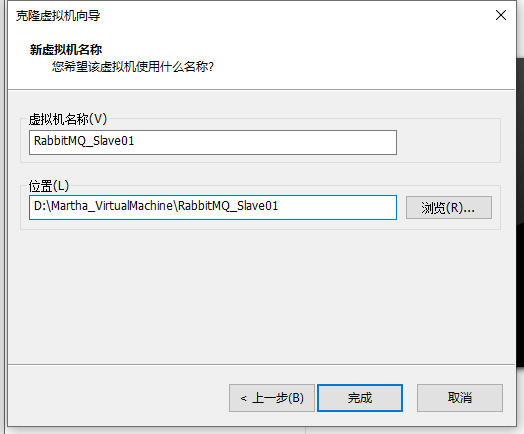 克隆虚拟机向导
新虚拟机名称
您希望该虚拟机使用什么名称?
虚拟机名称(V)
RabbitMQ_Slave01
位置(L)
D:\Martha_VirtualMachine\RabbitMQ_Slave01
浏览(R)...
< 上一步(B)
完成
取消